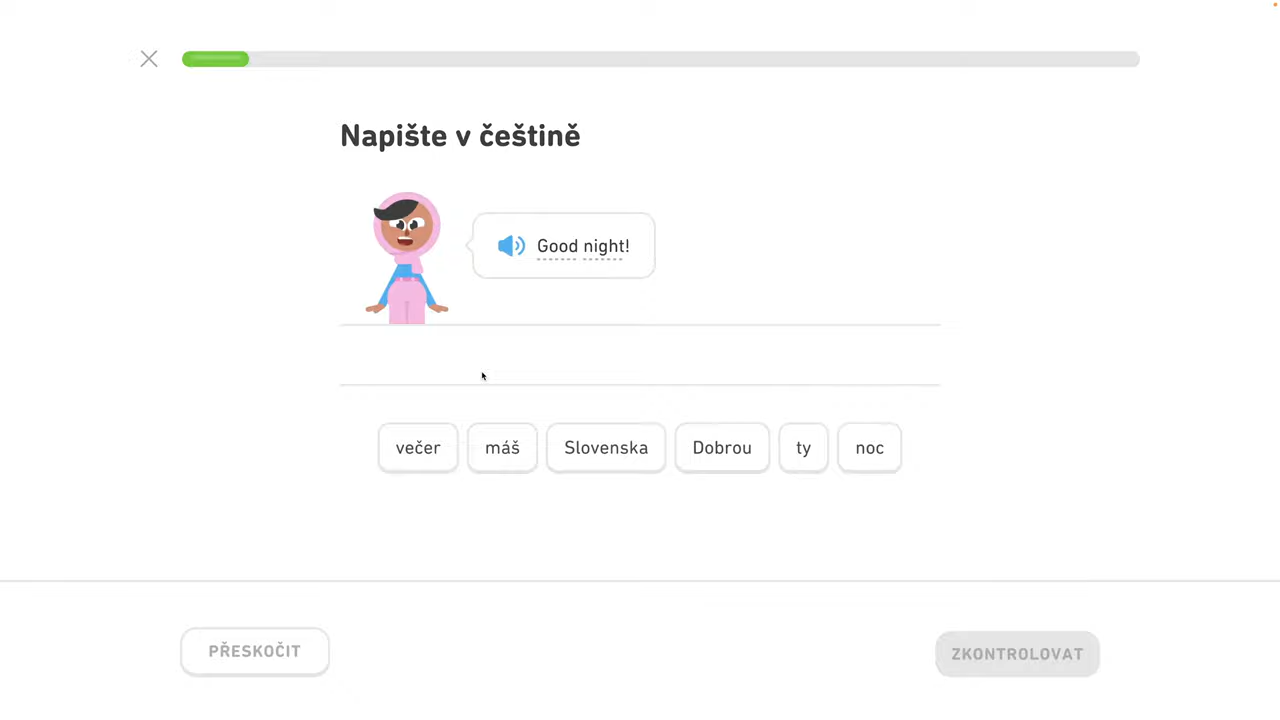 Napište v češtině
Good night!
večer máš Slovenska Dobrou ty noc
PŘESKOČIT ZKONTROLOVAT